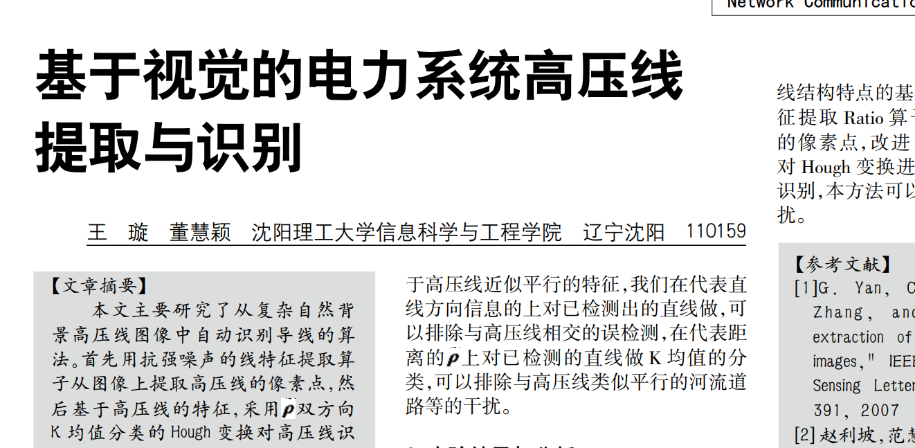 Network Communicatio
基于视觉的电力系统高压线
提取与识别
王 璇 董慧颖 沈阳理工大学信息科学与工程学院 辽宁沈阳 110159
【文章摘要】
本文主要研究了从复杂自然背
景高压线图像中自动识别导线的算
法。首先用抗强噪声的线特征提取算
子从图像上提取高压线的像素点,然
后基于高压线的特征,采用ρ双方向
K 均值分类的 Hough 变换对高压线识
于高压线近似平行的特征,我们在代表直
线方向信息的上对已检测出的直线做,可
以排除与高压线相交的误检测,在代表距
离的ρ上对已检测的直线做 K 均值的分
类,可以排除与高压线类似平行的河流道
路等的干扰。
线结构特点的基
征提取 Ratio 算
的像素点,改进
对 Hough 变换进
识别,本方法可以
扰。
【参考文献】
[1]G. Yan, C
Zhang, and
extraction of
images," IEEE
Sensing Letter
391, 2007
[2] 赵利坡,范慧